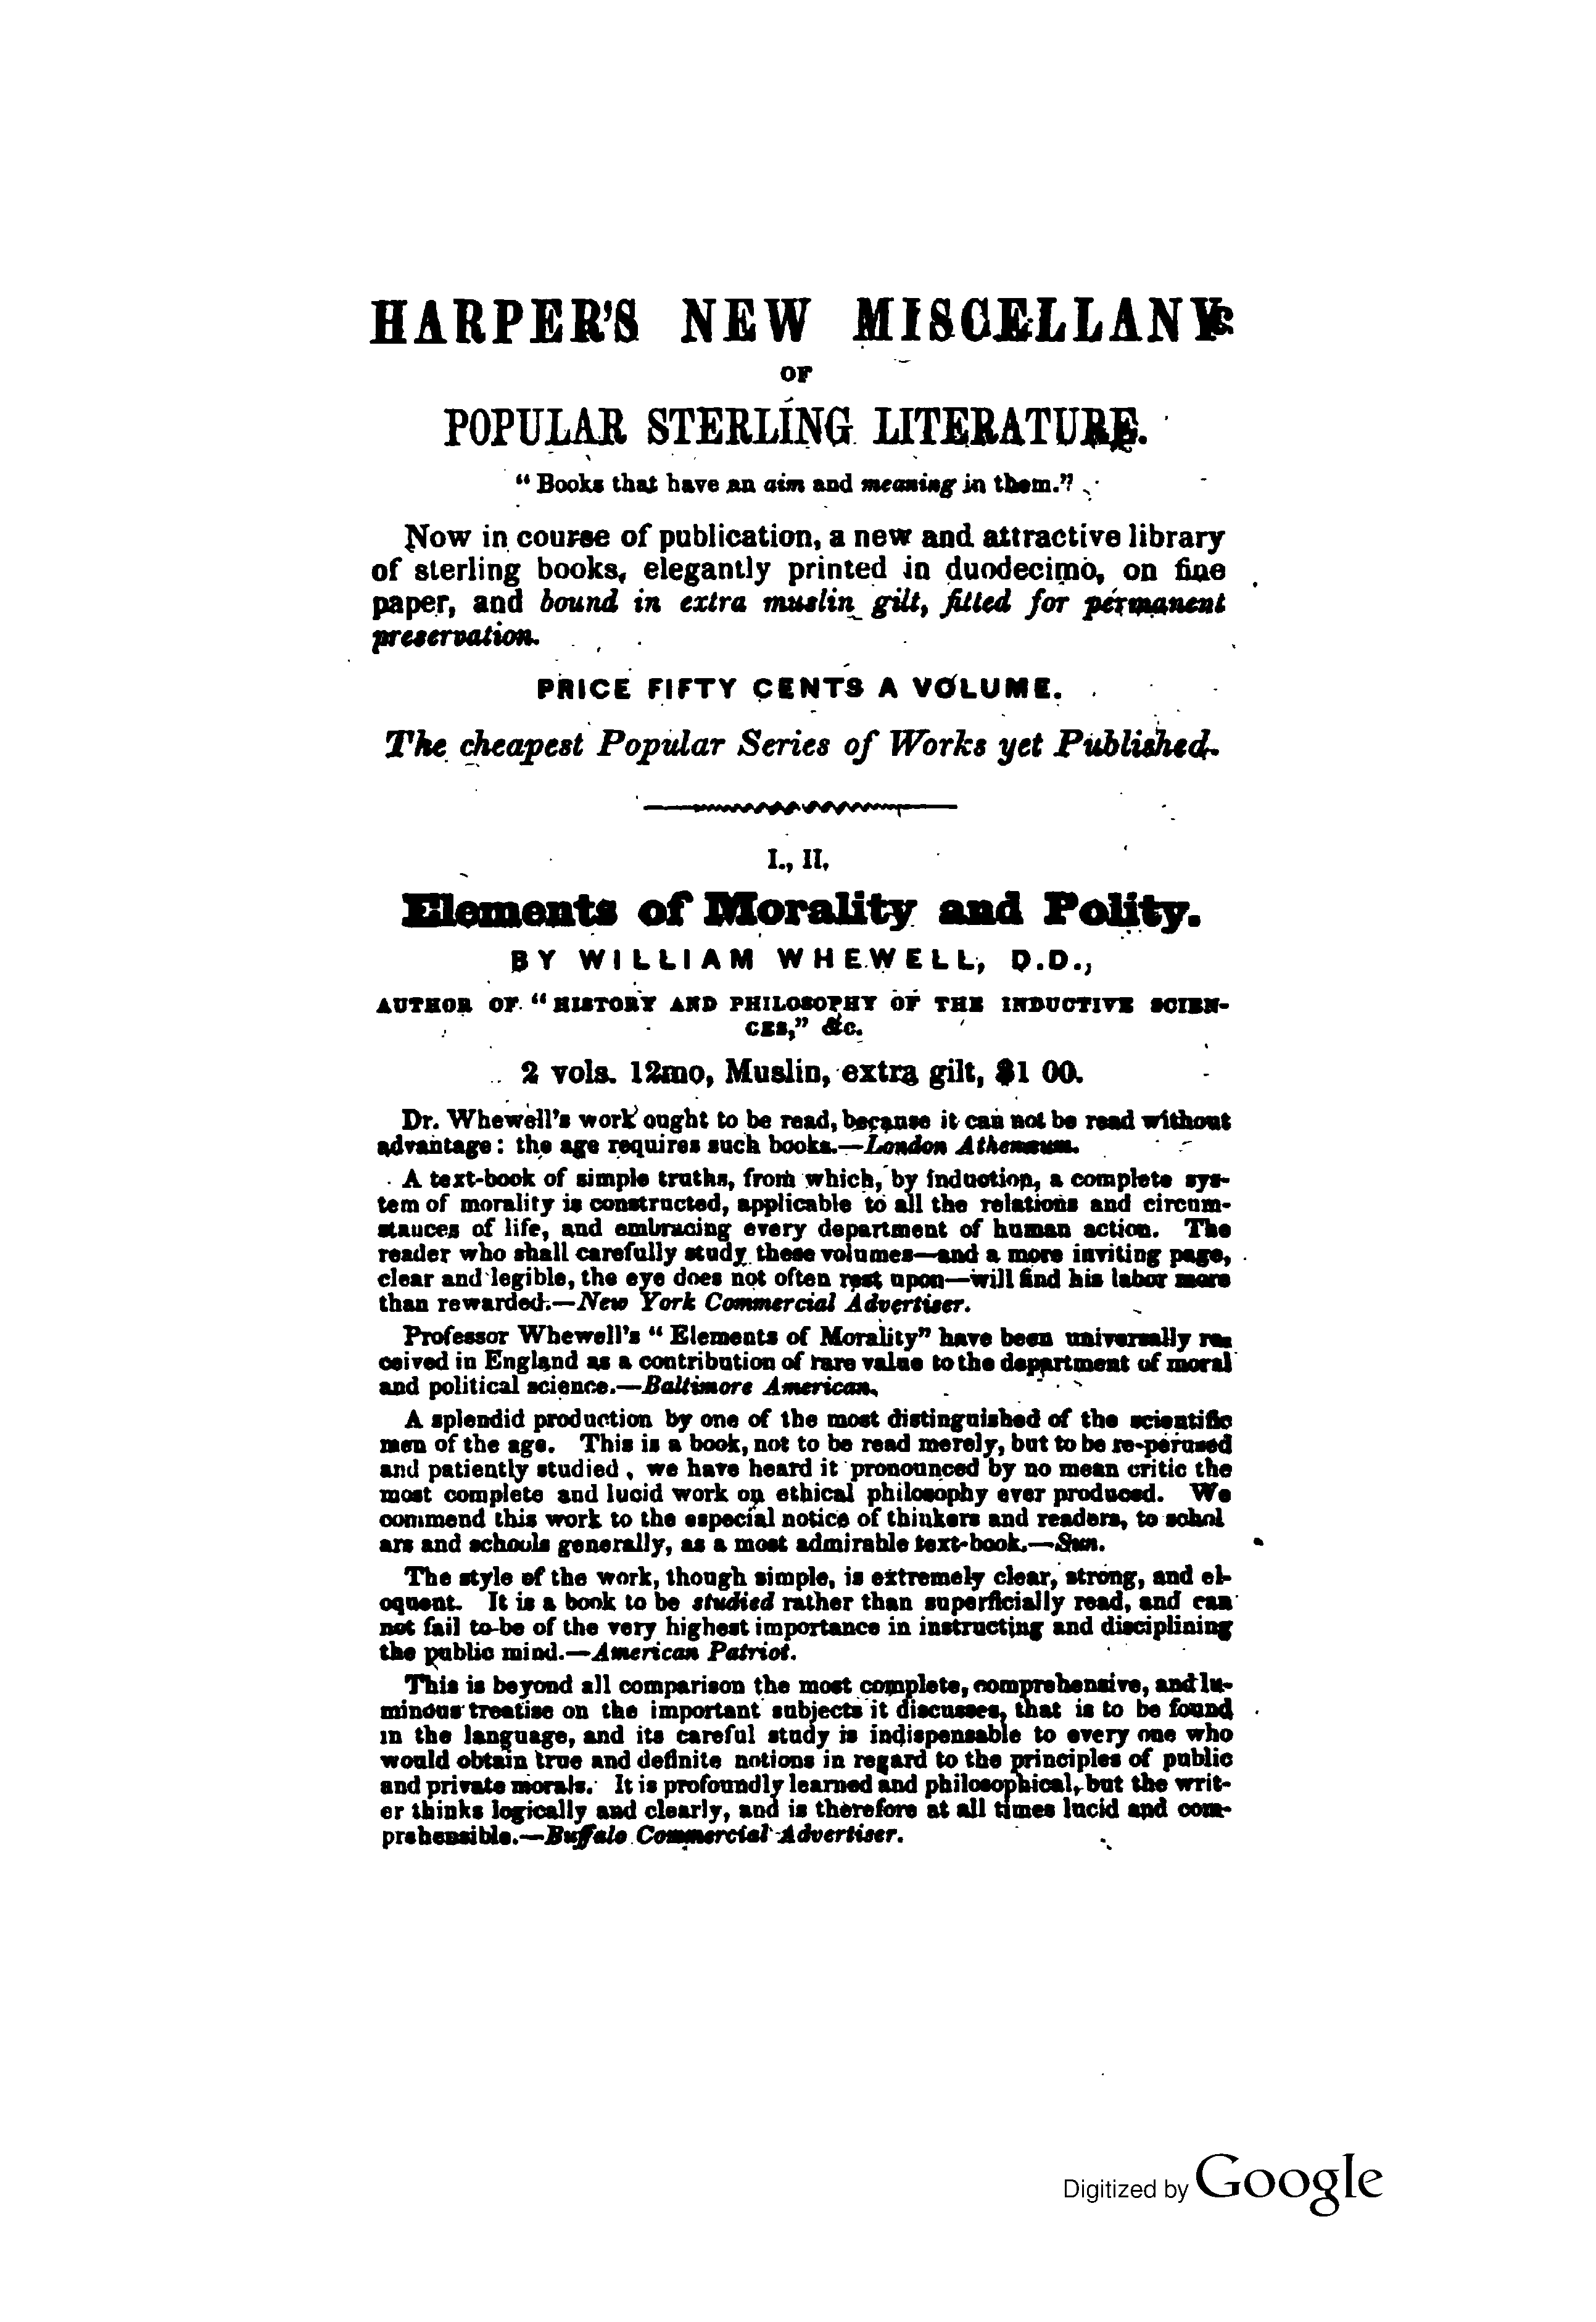 HARPER'S NEW MISCELLANY
OF
POPULAR STERLING LITERATURE.
"Books that have an aim and meaning in them."
Now in course of publication, a new and attractive library
of sterling books, elegantly printed in duodecimo, on fine
paper, and bound in extra muslin gilt, fitted for permanent
preservation.
PRICE FIFTY CENTS A VOLUME.
The cheapest Popular Series of Works yet Published.
I., II.
Elements of Morality and Polity.
BY WILLIAM WHEWELL, D.D.,
AUTHOR OF "HISTORY AND PHILOSOPHY OF THE INDUCTIVE SCIEN-
CES," &c.
2 vols. 12mo, Muslin, extra gilt, $1 00.
Dr. Whewell's work ought to be read, because it can not be read without
advantage: the age requires such books.—London Athenæum.
A text-book of simple truths, from which, by induction, a complete sys-
tem of morality is constructed, applicable to all the relations and circum-
stances of life, and embracing every department of human action. The
reader who shall carefully study these volumes—and a more inviting page,
clear and legible, the eye does not often rest upon—will find his labor more
than rewarded.—New York Commercial Advertiser.
Professor Whewell's "Elements of Morality" have been universally re-
ceived in England as a contribution of rare value to the department of moral
and political science.—Baltimore American.
A splendid production by one of the most distinguished of the scientific
men of the age. This is a book, not to be read merely, but to be re-perused
and patiently studied, we have heard it pronounced by no mean critic the
most complete and lucid work on ethical philosophy ever produced. We
commend this work to the especial notice of thinkers and readers, to schol
ars and schools generally, as a most admirable text-book.—Sun.
The style of the work, though simple, is extremely clear, strong, and el-
oquent. It is a book to be studied rather than superficially read, and can
not fail to be of the very highest importance in instructing and disciplining
the public mind.—American Patriot.
This is beyond all comparison the most complete, comprehensive, and lu-
minous treatise on the important subjects it discusses, that is to be found
in the language, and its careful study is indispensable to every one who
would obtain true and definite notions in regard to the principles of public
and private morals. It is profoundly learned and philosophical, but the writ-
er thinks logically and clearly, and is therefore at all times lucid and com-
prehensible.—Buffalo Commercial Advertiser.
Digitized by Google